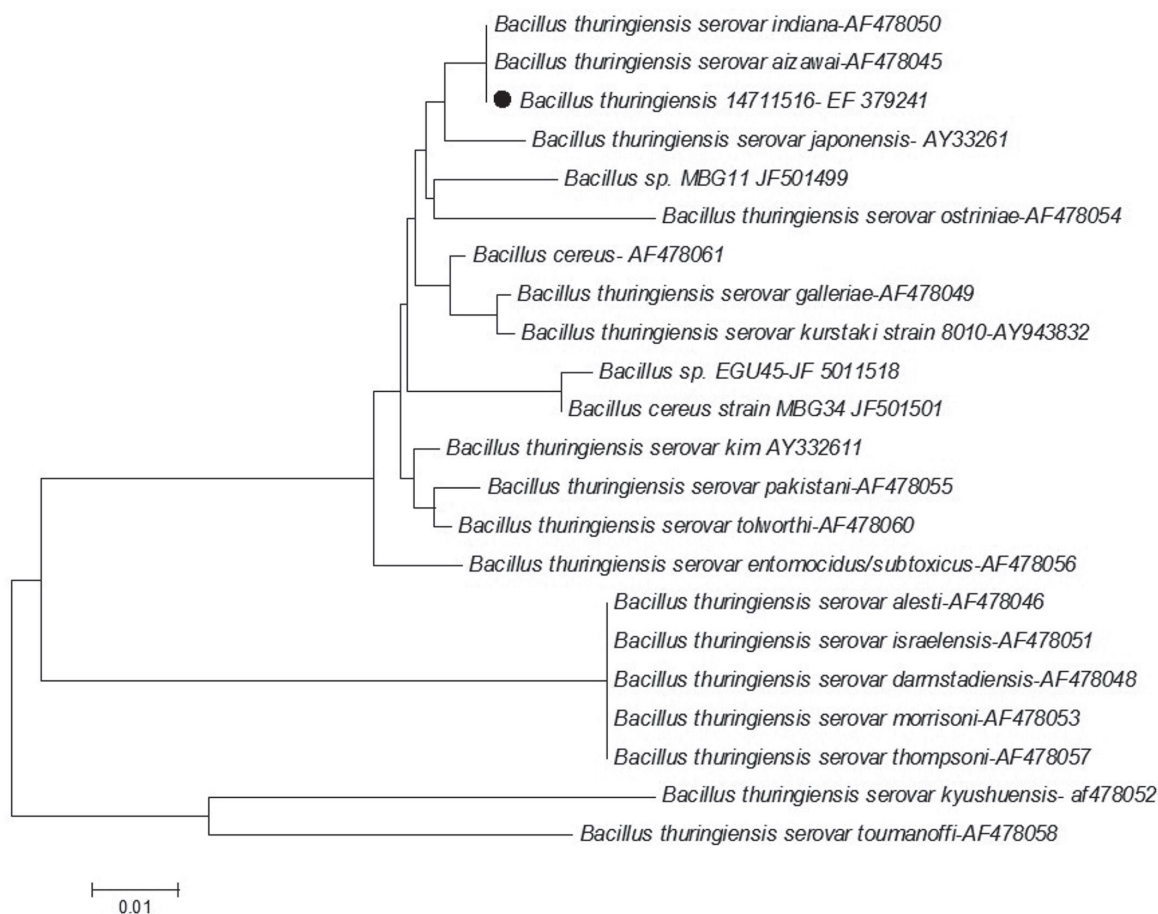 Bacillus thuringiensis serovar indiana-AF478050
Bacillus thuringiensis serovar aizawai-AF478045
Bacillus thuringiensis 14711516- EF 379241
Bacillus thuringiensis serovar japonensis- AY33261
Bacillus sp. MBG11 JF501499
Bacillus thuringiensis serovar ostriniae-AF478054
Bacillus cereus- AF478061
Bacillus thuringiensis serovar galleriae-AF478049
Bacillus thuringiensis serovar kurstaki strain 8010-AY943832
Bacillus sp. EGU45-JF 5011518
Bacillus cereus strain MBG34 JF501501
Bacillus thuringiensis serovar kim AY332611
Bacillus thuringiensis serovar pakistani-AF478055
Bacillus thuringiensis serovar tolworthi-AF478060
Bacillus thuringiensis serovar entomocidus/subtoxicus-AF478056
Bacillus thuringiensis serovar alesti-AF478046
Bacillus thuringiensis serovar israelensis-AF478051
Bacillus thuringiensis serovar darmstadiensis-AF478048
Bacillus thuringiensis serovar morrisoni-AF478053
Bacillus thuringiensis serovar thompsoni-AF478057
Bacillus thuringiensis serovar kyushuensis- af478052
Bacillus thuringiensis serovar toumanoffi-AF478058
0.01